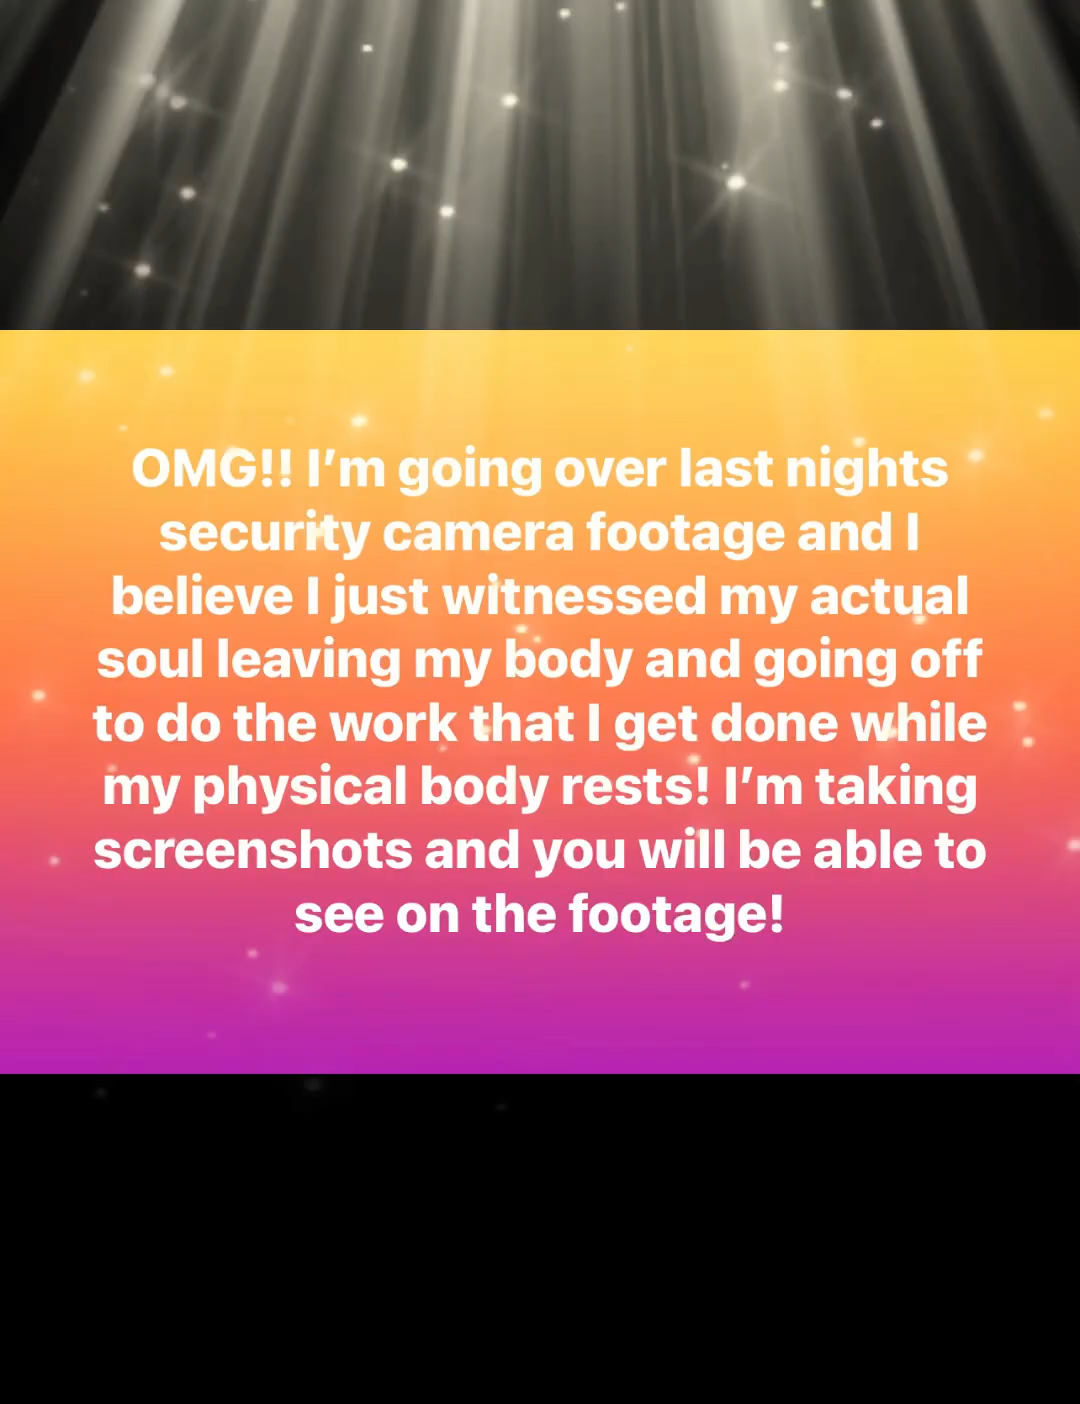 OMG!! I’m going over last nights
security camera footage and I
believe I just witnessed my actual
soul leaving my body and going off
to do the work that I get done while
my physical body rests! I’m taking
screenshots and you will be able to
see on the footage!